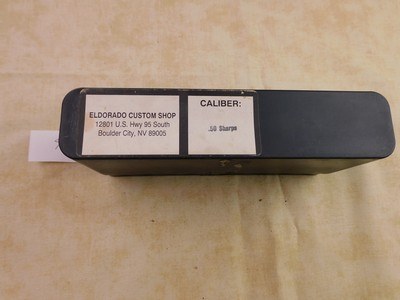 ELDORADO CUSTOM SHOP
12801 U.S. Hwy 95 South
Boulder City, NV 89005
CALIBER:
.50 Sharps